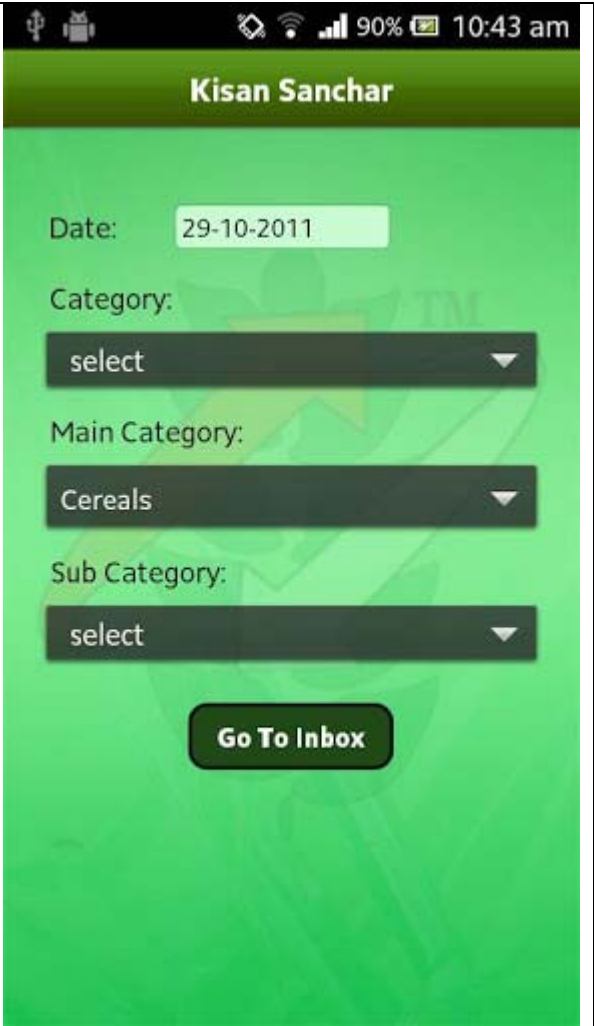 90% 10:43 am
Kisan Sanchar
Date: 29-10-2011
TM
Category:
select
Main Category:
Cereals
Sub Category:
select
Go To Inbox